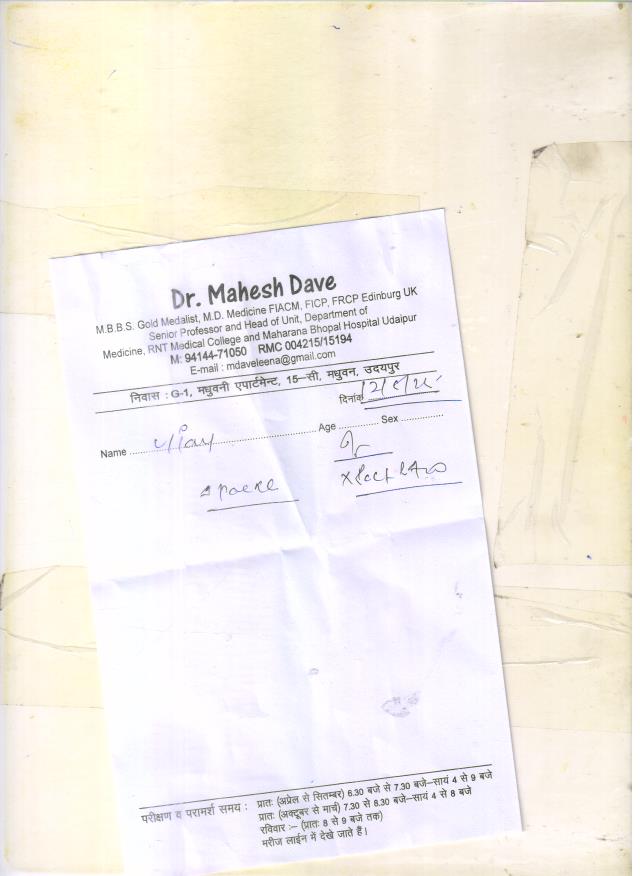 Dr. Mahesh Dave
M.B.B.S. Gold Medalist, M.D. Medicine FIACM, FICP, FRCP Edinburg UK
Senior Professor and Head of Unit, Department of
Medicine, RNT Medical College and Maharana Bhopal Hospital Udaipur
M: 94144-71050 RMC 004215/15194
E-mail : mdaveleena@gmail.com
निवास : G-1, मधुवनी एपार्टमेन्ट, 15-सी, मधुवन, उदयपुर
दिनांक
Name Age Sex
परीक्षण व परामर्श समय : प्रातः (अप्रेल से सितम्बर) 6.30 बजे से 7.30 बजे-सायं 4 से 9 बजे
प्रातः (अक्टूबर से मार्च) 7.30 से 8.30 बजे-सायं 4 से 8 बजे
रविवार :- (प्रातः 8 से 9 बजे तक)
मरीज लाईन में देखे जाते हैं।